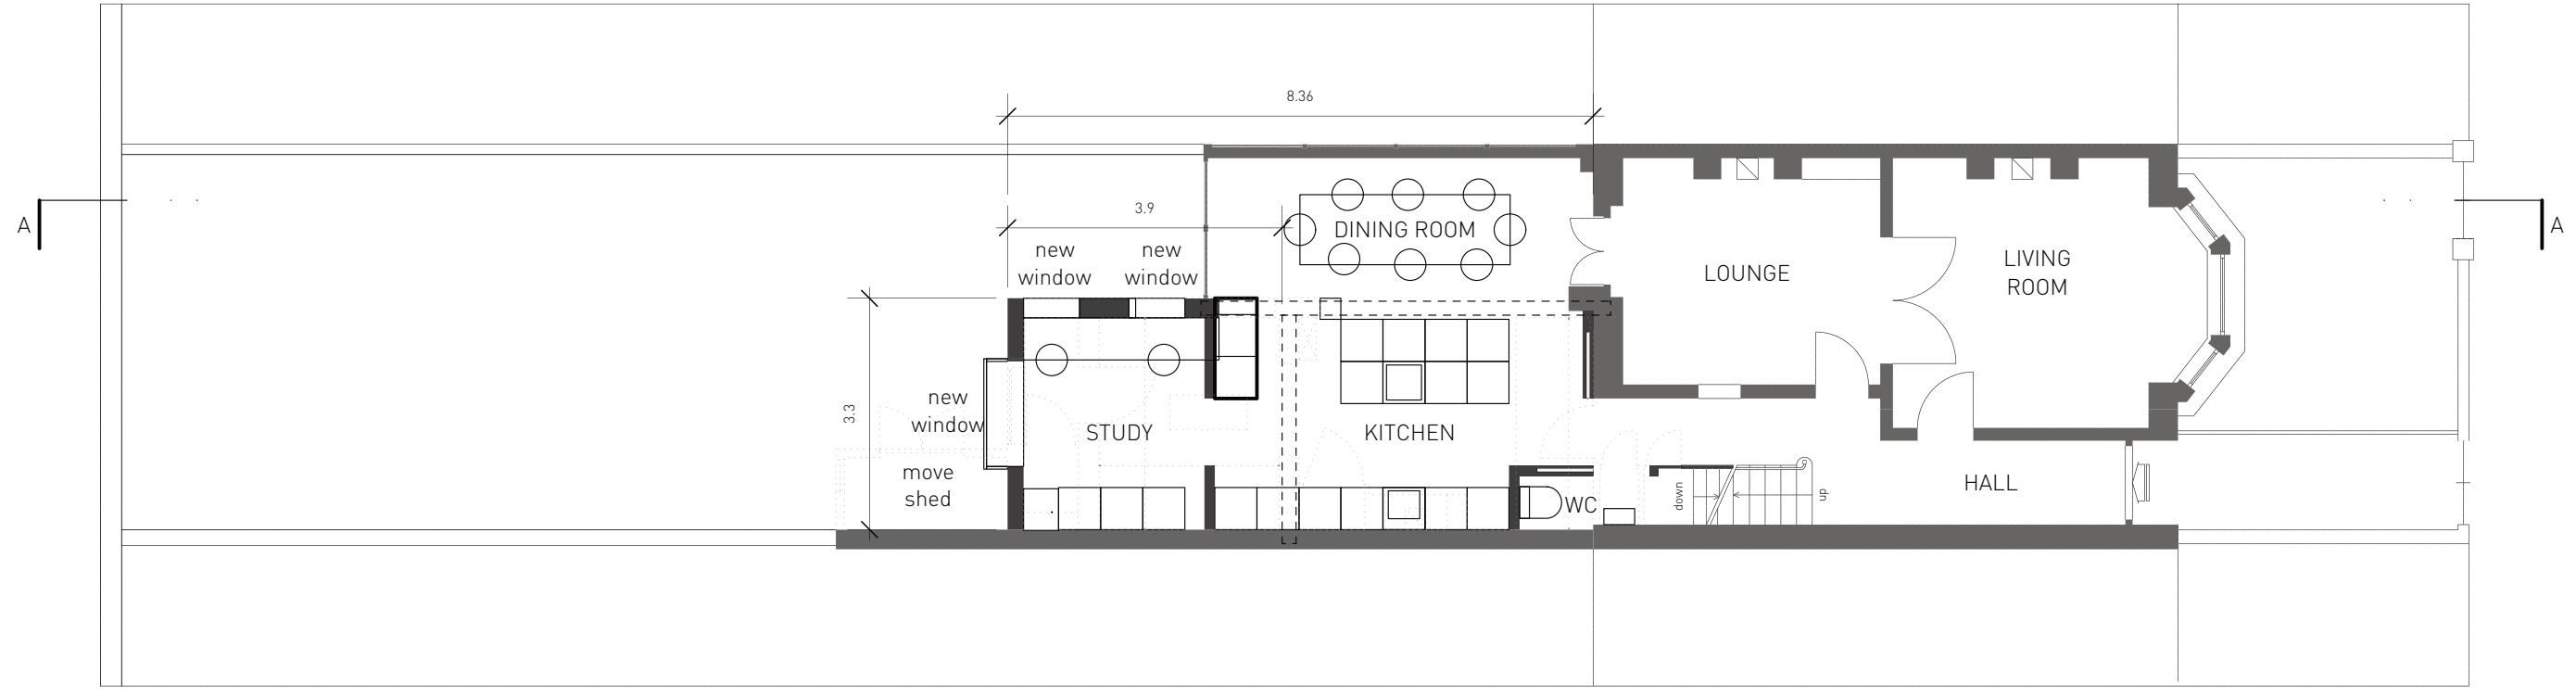 8.36
A
A
3.9
DINING ROOM
new
window
new
window
LOUNGE
LIVING
ROOM
3.3
new
window
STUDY
KITCHEN
move
shed
WC
down
up
HALL